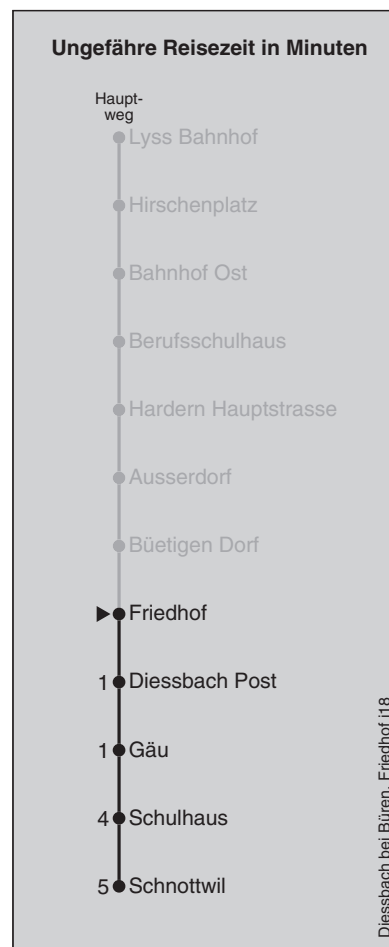 Ungefähre Reisezeit in Minuten
Haupt-
weg
Lyss Bahnhof
Hirschenplatz
Bahnhof Ost
Berufsschulhaus
Hardern Hauptstrasse
Ausserdorf
Büetigen Dorf
Friedhof
1 Diessbach Post
1 Gäu
4 Schulhaus
5 Schnottwil
Diessbach bei Büren, Friedhof j18